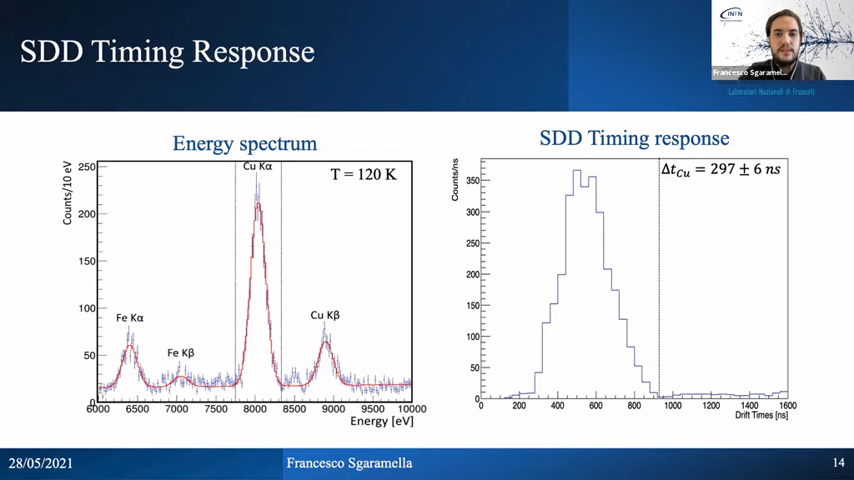 SDD Timing Response
INFN
Francesco Sgaramel...
Laboratori Nazionali di Frascati
Energy spectrum
Counts/10 eV
250
200
150
100
50
0
Cu Kα
T = 120 K
Fe Kα
Fe Kβ
Cu Kβ
6000 6500 7000 7500 8000 8500 9000 9500 10000
Energy [eV]
SDD Timing response
Counts/ns
350
300
250
200
150
100
50
0
Δt_Cu = 297 ± 6 ns
0 200 400 600 800 1000 1200 1400 1600
Drift Times [ns]
28/05/2021
Francesco Sgaramella
14